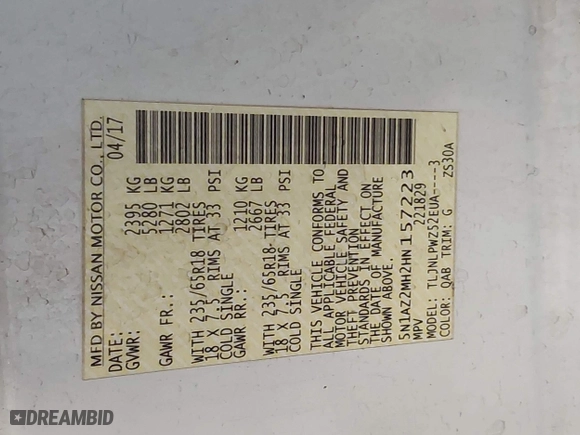 MFD BY NISSAN MOTOR CO., LTD.
DATE: 04/17
GVWR: 2395 KG
5280 LB
GAWR FR.: 1271 KG
2802 LB
WITH 235/65R18 TIRES
18 X 7.5 RIMS AT 33 PSI
COLD SINGLE
GAWR RR.: 1210 KG
2667 LB
WITH 235/65R18 TIRES
18 X 7.5 RIMS AT 33 PSI
COLD SINGLE
THIS VEHICLE CONFORMS TO
ALL APPLICABLE FEDERAL
MOTOR VEHICLE SAFETY AND
THEFT PREVENTION
STANDARDS IN EFFECT ON
THE DATE OF MANUFACTURE
SHOWN ABOVE.
5N1AZ2MH2HN157223
MPV 221829
MODEL: TLJNLPWZ52EUA----3
COLOR: QAB TRIM: G ZS30A
DREAMBID